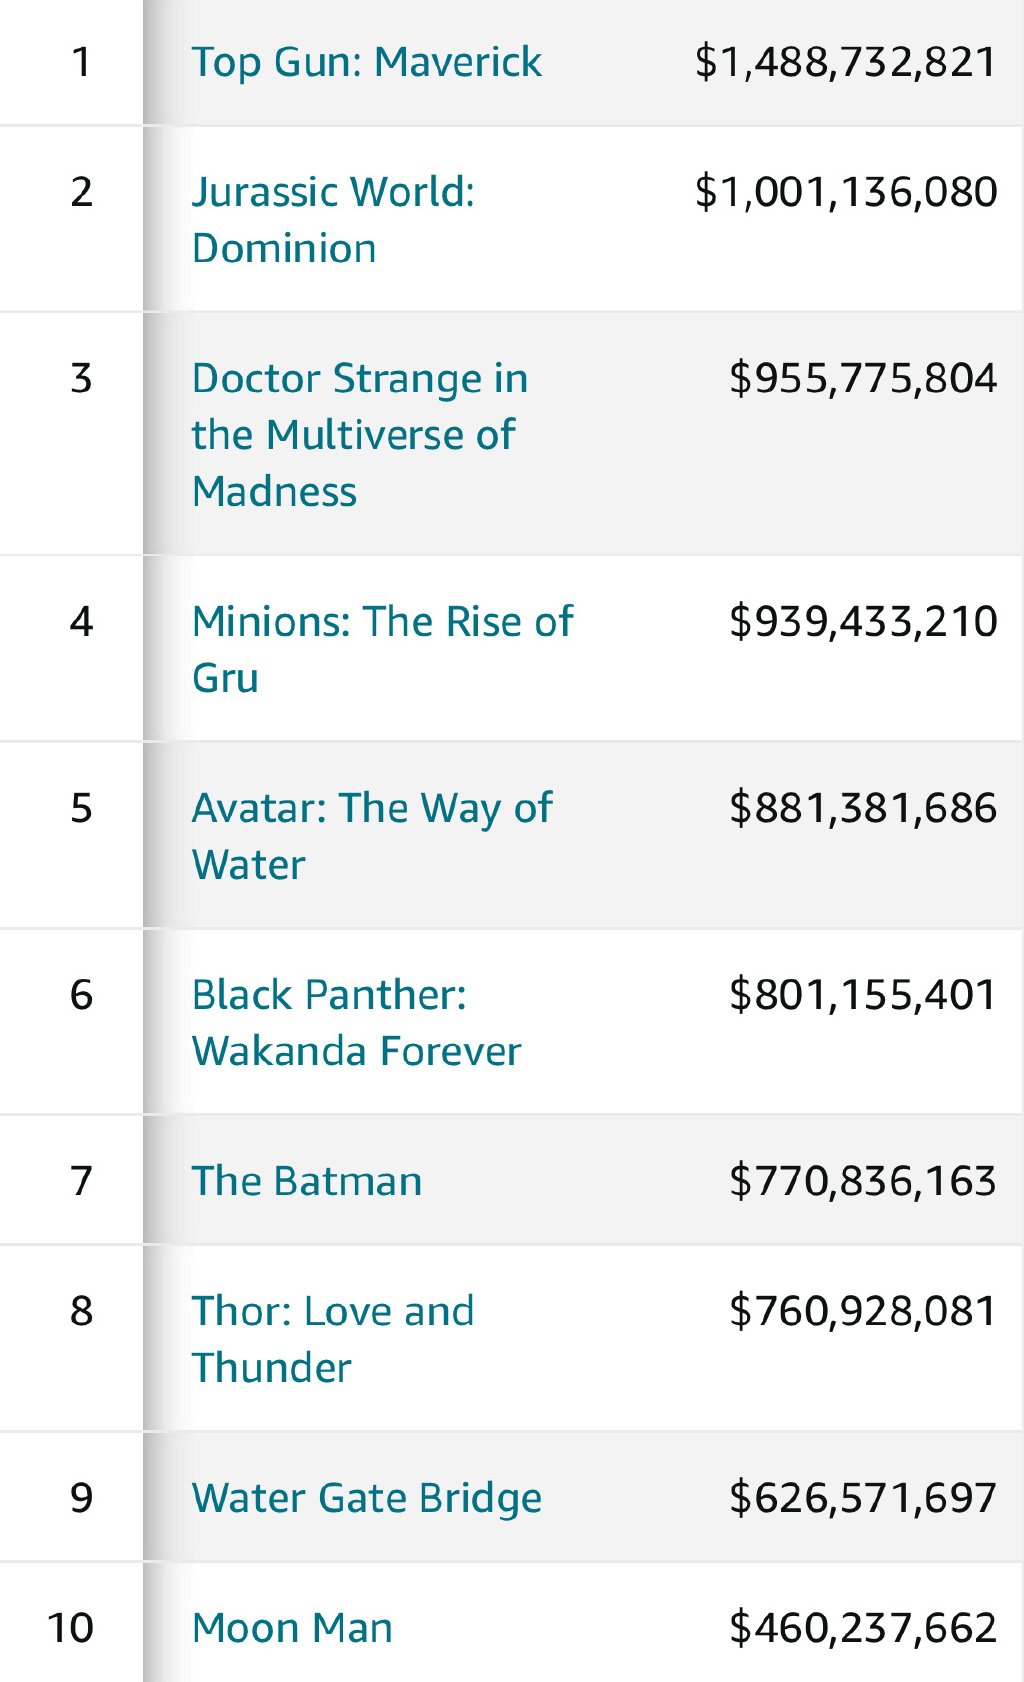 1 Top Gun: Maverick $1,488,732,821
2 Jurassic World: $1,001,136,080
Dominion
3 Doctor Strange in $955,775,804
the Multiverse of
Madness
4 Minions: The Rise of $939,433,210
Gru
5 Avatar: The Way of $881,381,686
Water
6 Black Panther: $801,155,401
Wakanda Forever
7 The Batman $770,836,163
8 Thor: Love and $760,928,081
Thunder
9 Water Gate Bridge $626,571,697
10 Moon Man $460,237,662